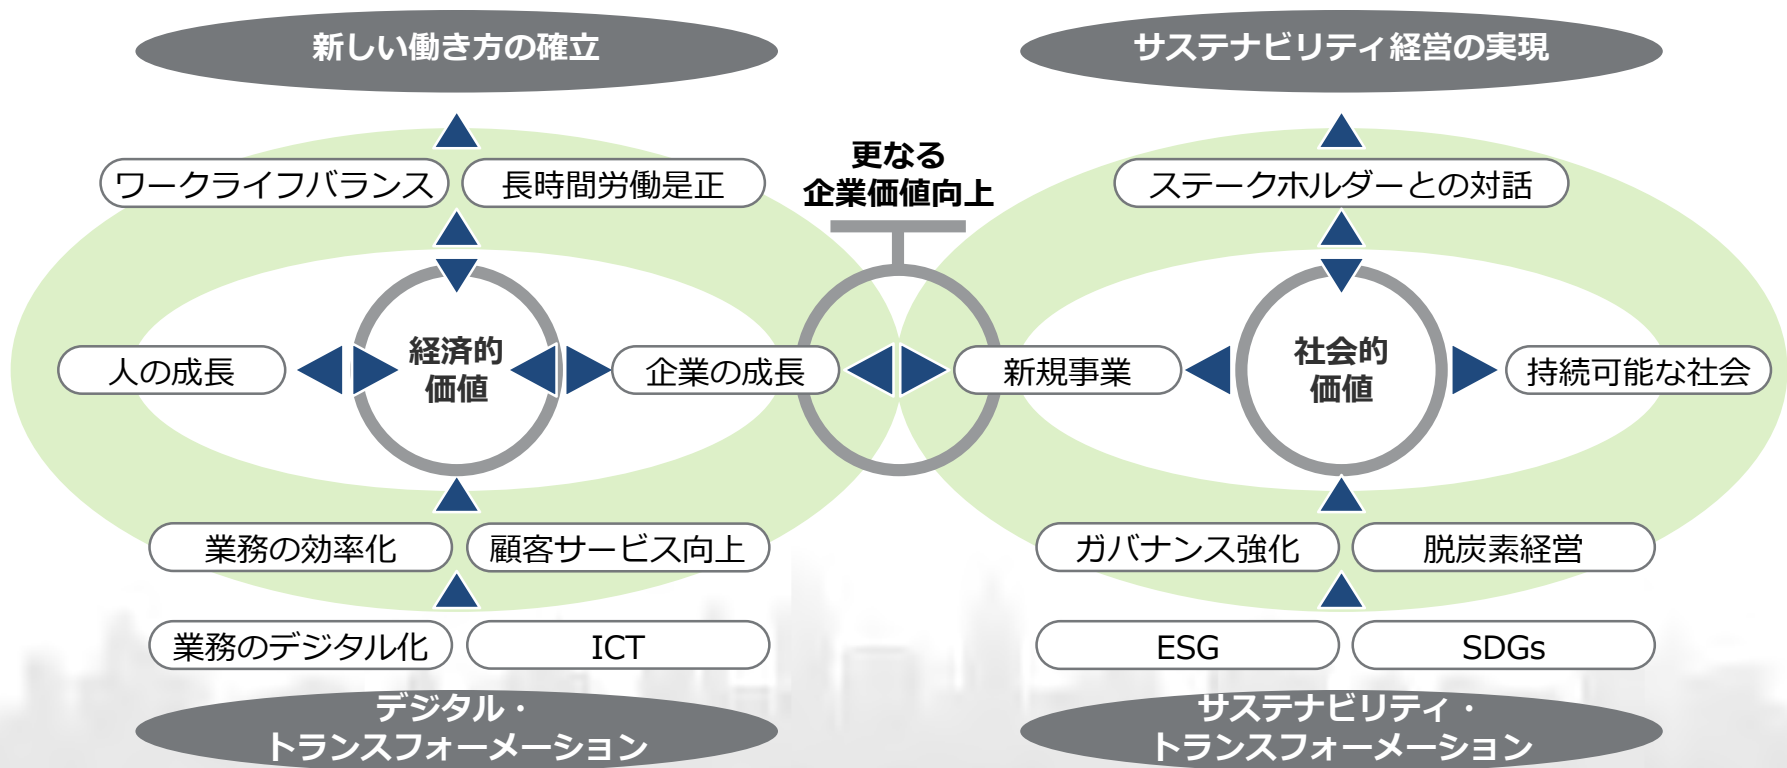 新しい働き方の確立
サステナビリティ経営の実現
更なる
企業価値向上
ワークライフバランス
長時間労働是正
ステークホルダーとの対話
人の成長
経済的
価値
企業の成長
新規事業
社会的
価値
持続可能な社会
業務の効率化
顧客サービス向上
ガバナンス強化
脱炭素経営
業務のデジタル化
ICT
ESG
SDGs
デジタル・
トランスフォーメーション
サステナビリティ・
トランスフォーメーション